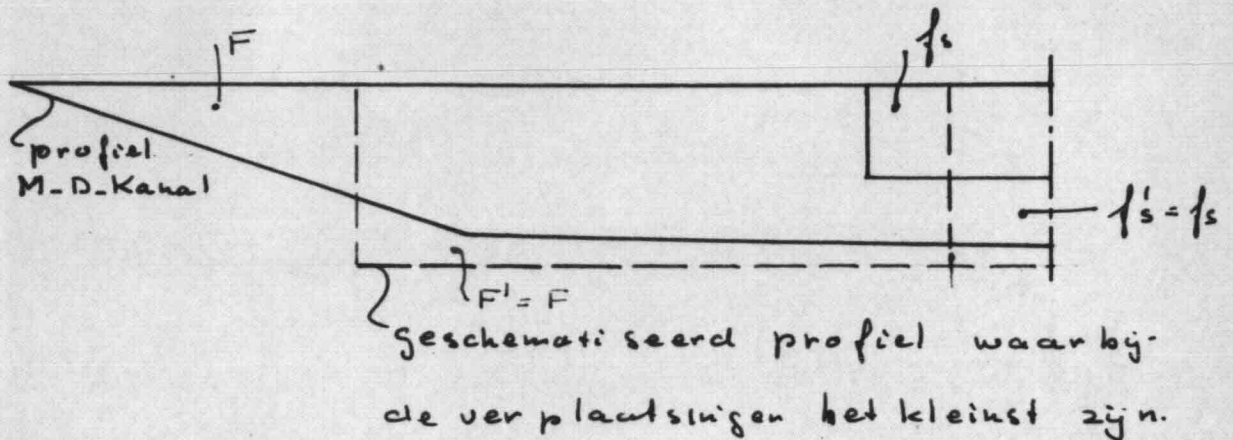 F
fs
profiel
M-D-Kanal
f's = fs
F' = F
geschematiseerd profiel waarbij
de verplaatsingen het kleinst zijn.